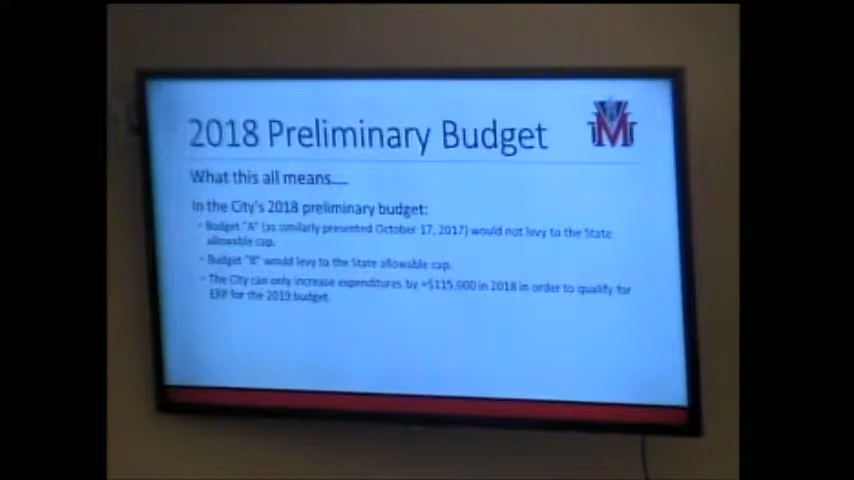 2018 Preliminary Budget
What this all means....
In the City's 2018 preliminary budget:
- Budget "A" (as similarly presented October 17, 2017) would not levy to the State
allowable cap.
- Budget "B" would levy to the State allowable cap.
- The City can only increase expenditures by ≈$115,000 in 2018 in order to qualify for
ERP for the 2019 budget.
M